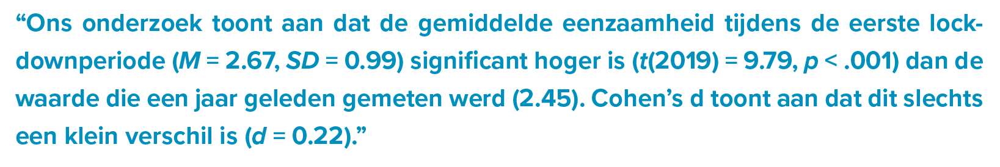 “Ons onderzoek toont aan dat de gemiddelde eenzaamheid tijdens de eerste lock-
downperiode (M = 2.67, SD = 0.99) significant hoger is (t(2019) = 9.79, p < .001) dan de
waarde die een jaar geleden gemeten werd (2.45). Cohen’s d toont aan dat dit slechts
een klein verschil is (d = 0.22).”